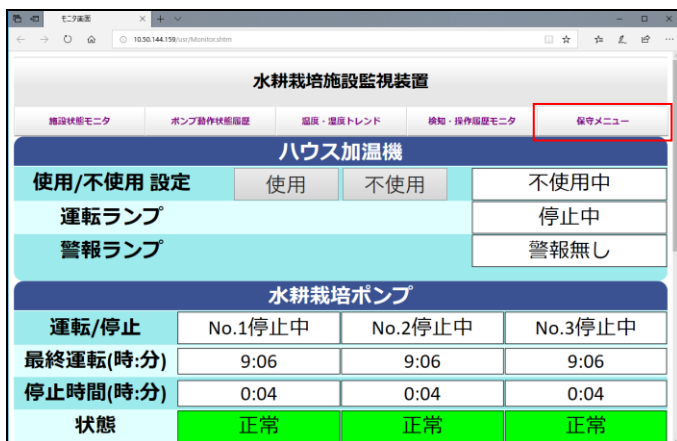 モニタ画面
10.50.144.159/usr/Monitor.shtm
水耕栽培施設監視装置
施設状態モニタ ポンプ動作状態履歴 温度・湿度トレンド 検知・操作履歴モニタ 保守メニュー
ハウス加温機
使用/不使用 設定 使用 不使用 不使用中
運転ランプ 停止中
警報ランプ 警報無し
水耕栽培ポンプ
運転/停止 No.1停止中 No.2停止中 No.3停止中
最終運転(時:分) 9:06 9:06 9:06
停止時間(時:分) 0:04 0:04 0:04
状態 正常 正常 正常